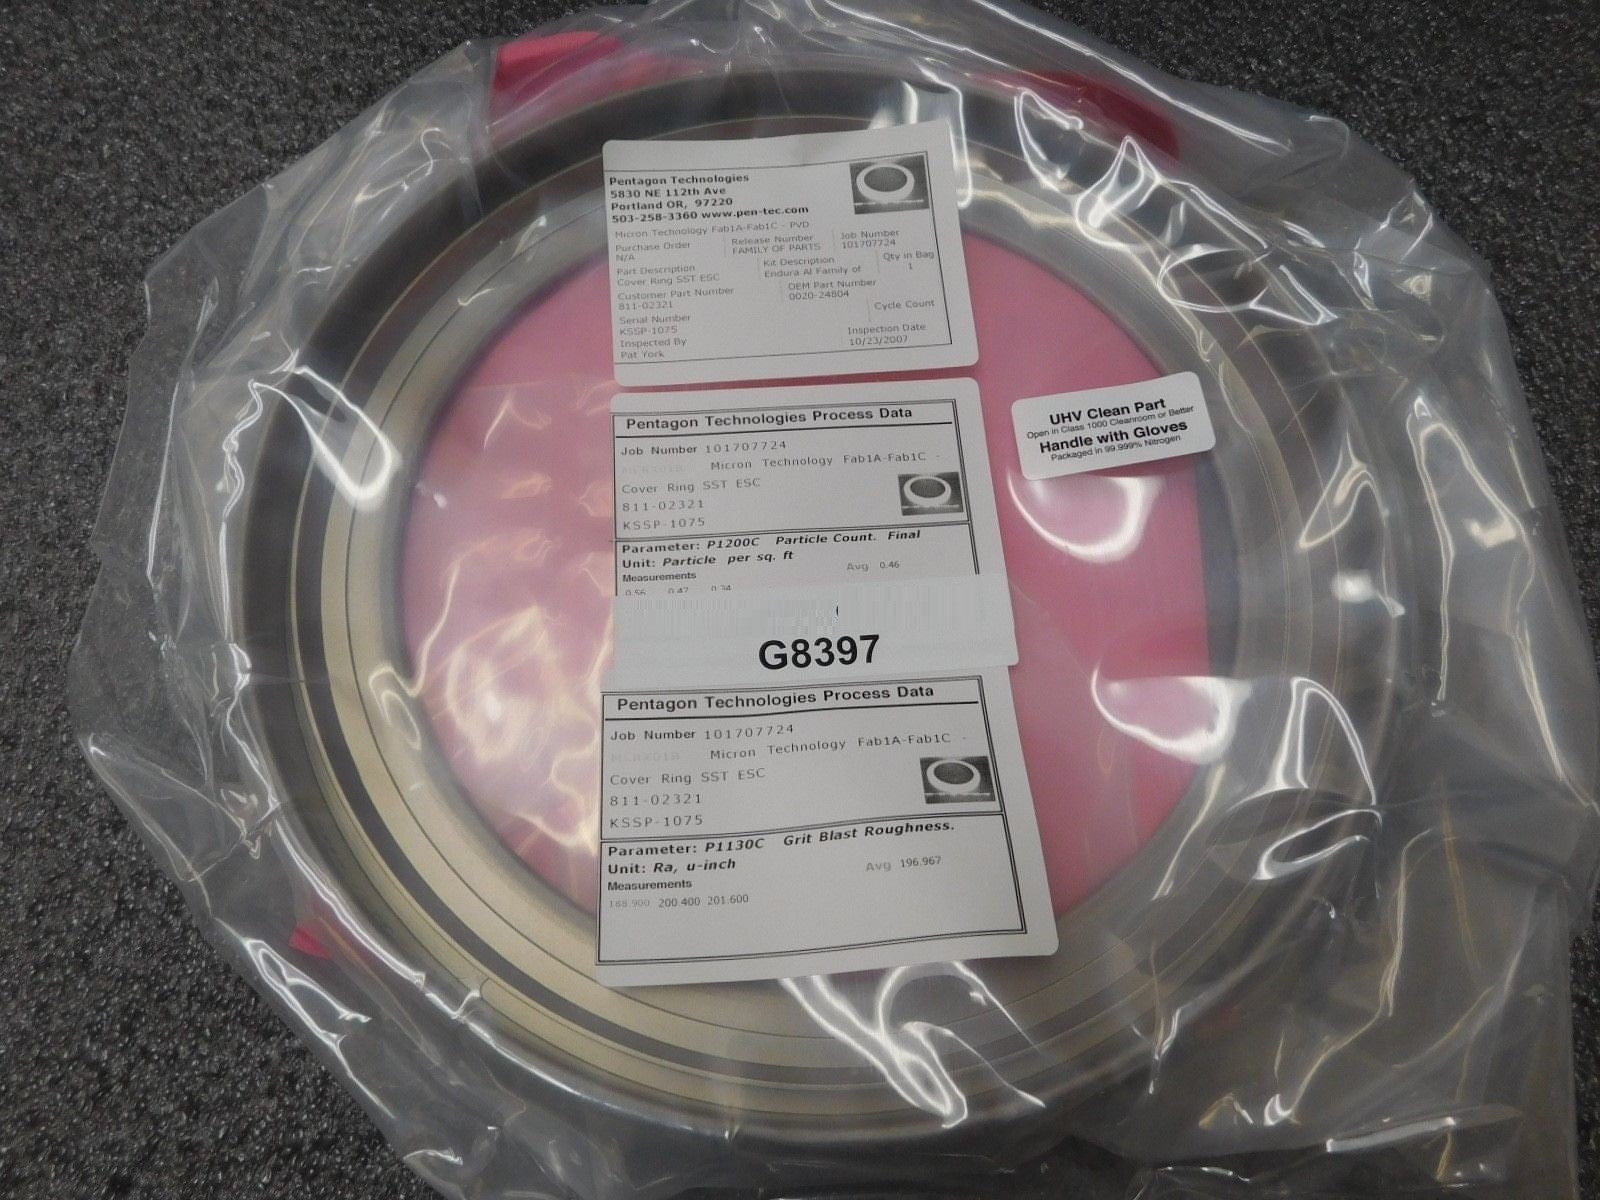 Pentagon Technologies
5830 NE 112th Ave
Portland OR, 97220
503-258-3360 www.pen-tec.com
Micron Technology Fab1A-Fab1C - PVD
Purchase Order
N/A
Release Number
FAMILY OF PARTS
Job Number
101707724
Part Description
Cover Ring SST ESC
Kit Description
Endura Al Family of
Qty in Bag
1
Customer Part Number
811-02321
OEM Part Number
0020-24804
Serial Number
KSSP-1075
Cycle Count
Inspected By
Pat York
Inspection Date
10/23/2007
UHV Clean Part
Open in Class 1000 Cleanroom or Better
Handle with Gloves
Packaged in 99.999% Nitrogen
Pentagon Technologies Process Data
Job Number 101707724
Micron Technology Fab1A-Fab1C -
Cover Ring SST ESC
811-02321
KSSP-1075
Parameter: P1200C Particle Count. Final
Unit: Particle per sq. ft
Avg 0.46
Measurements
0.56 0.47 0.34
G8397
Pentagon Technologies Process Data
Job Number 101707724
Micron Technology Fab1A-Fab1C -
Cover Ring SST ESC
811-02321
KSSP-1075
Parameter: P1130C Grit Blast Roughness.
Unit: Ra, u-inch
Avg 196.967
Measurements
188.900 200.400 201.600